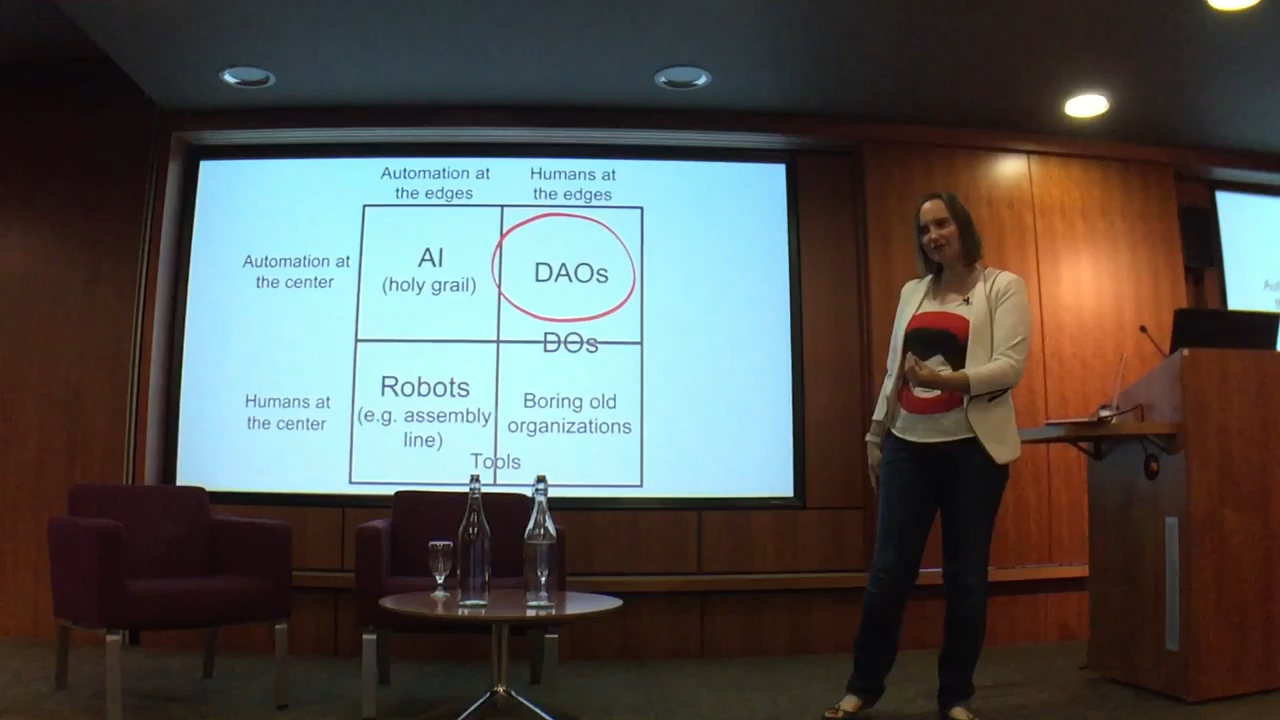 Automation at
the edges
Humans at
the edges
Automation at
the center
AI
(holy grail)
DAOs
DOs
Humans at
the center
Robots
(e.g. assembly
line)
Boring old
organizations
Tools